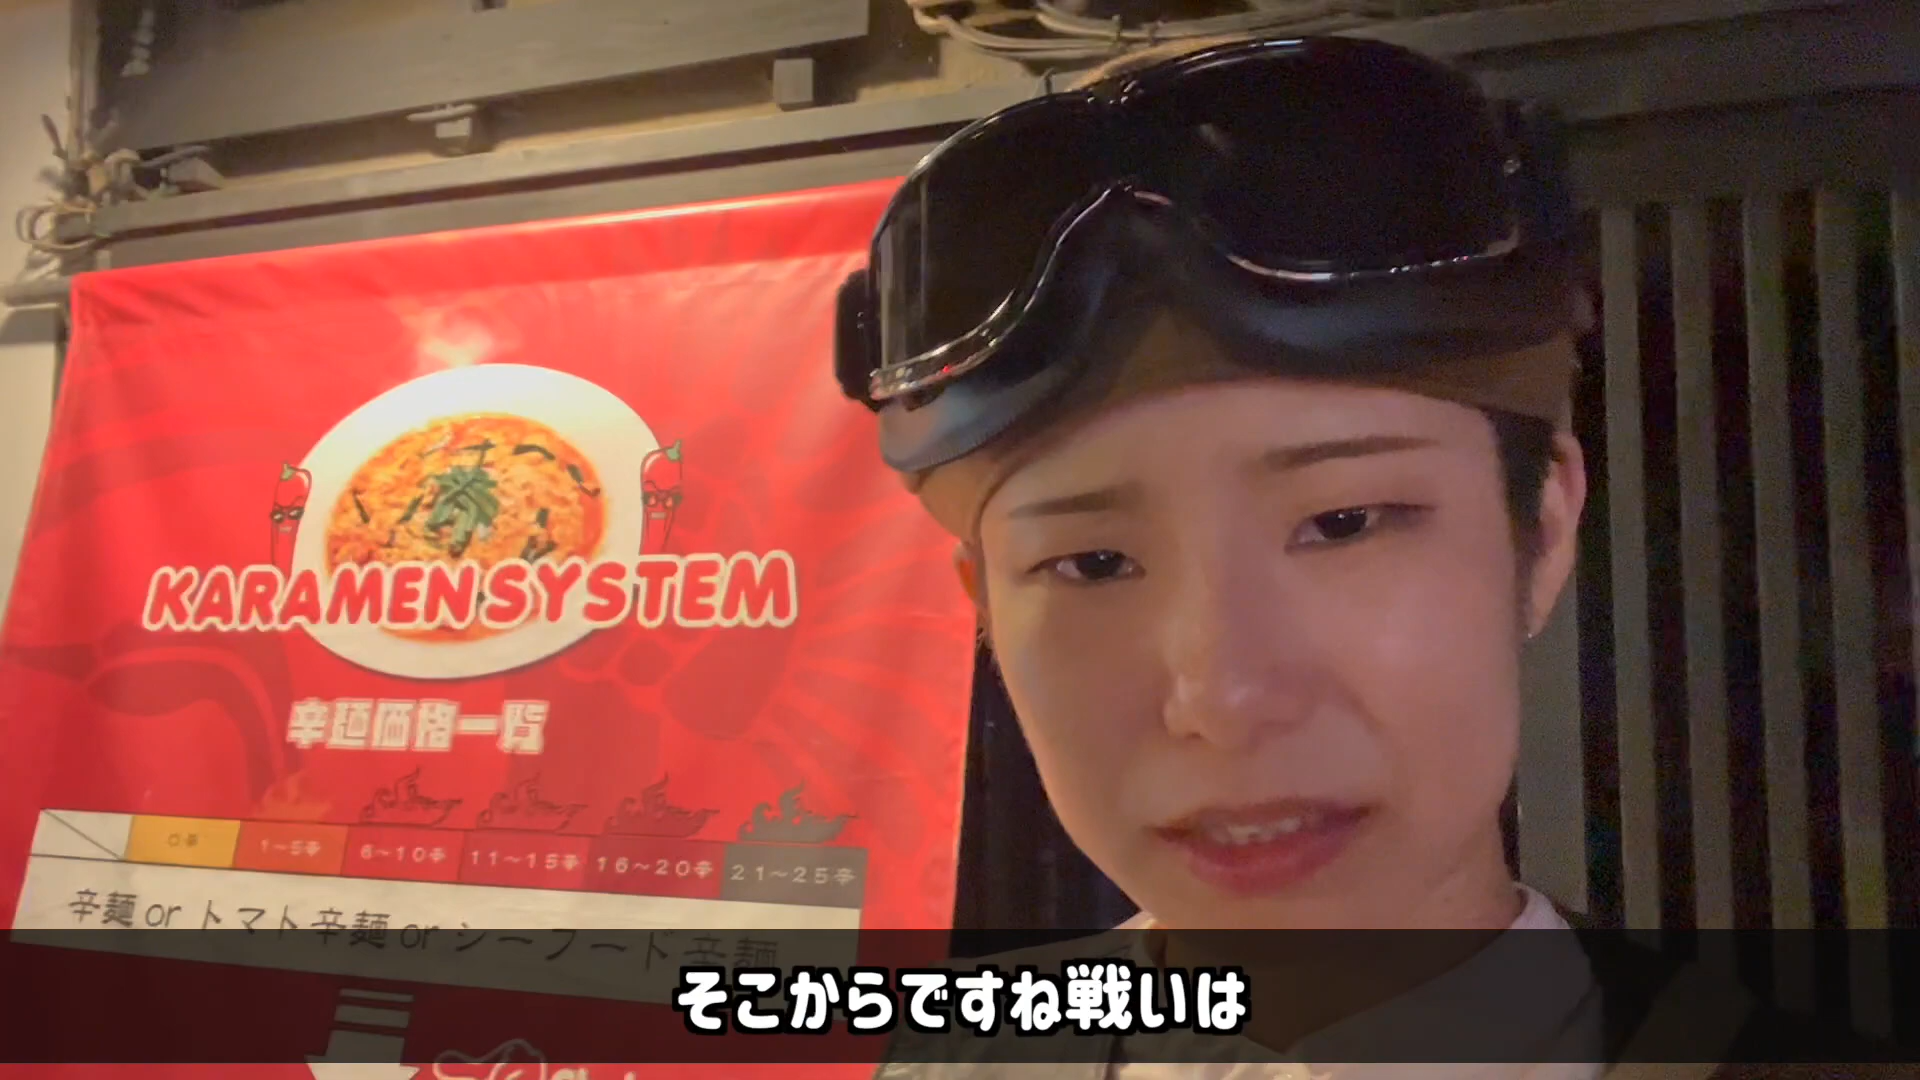 KARAMEN SYSTEM
辛麺価格一覧
0辛 1~5辛 6~10辛 11~15辛 16~20辛 21~25辛
辛麺 or トマト辛麺 or シーフード辛麺
そこからですね戦いは